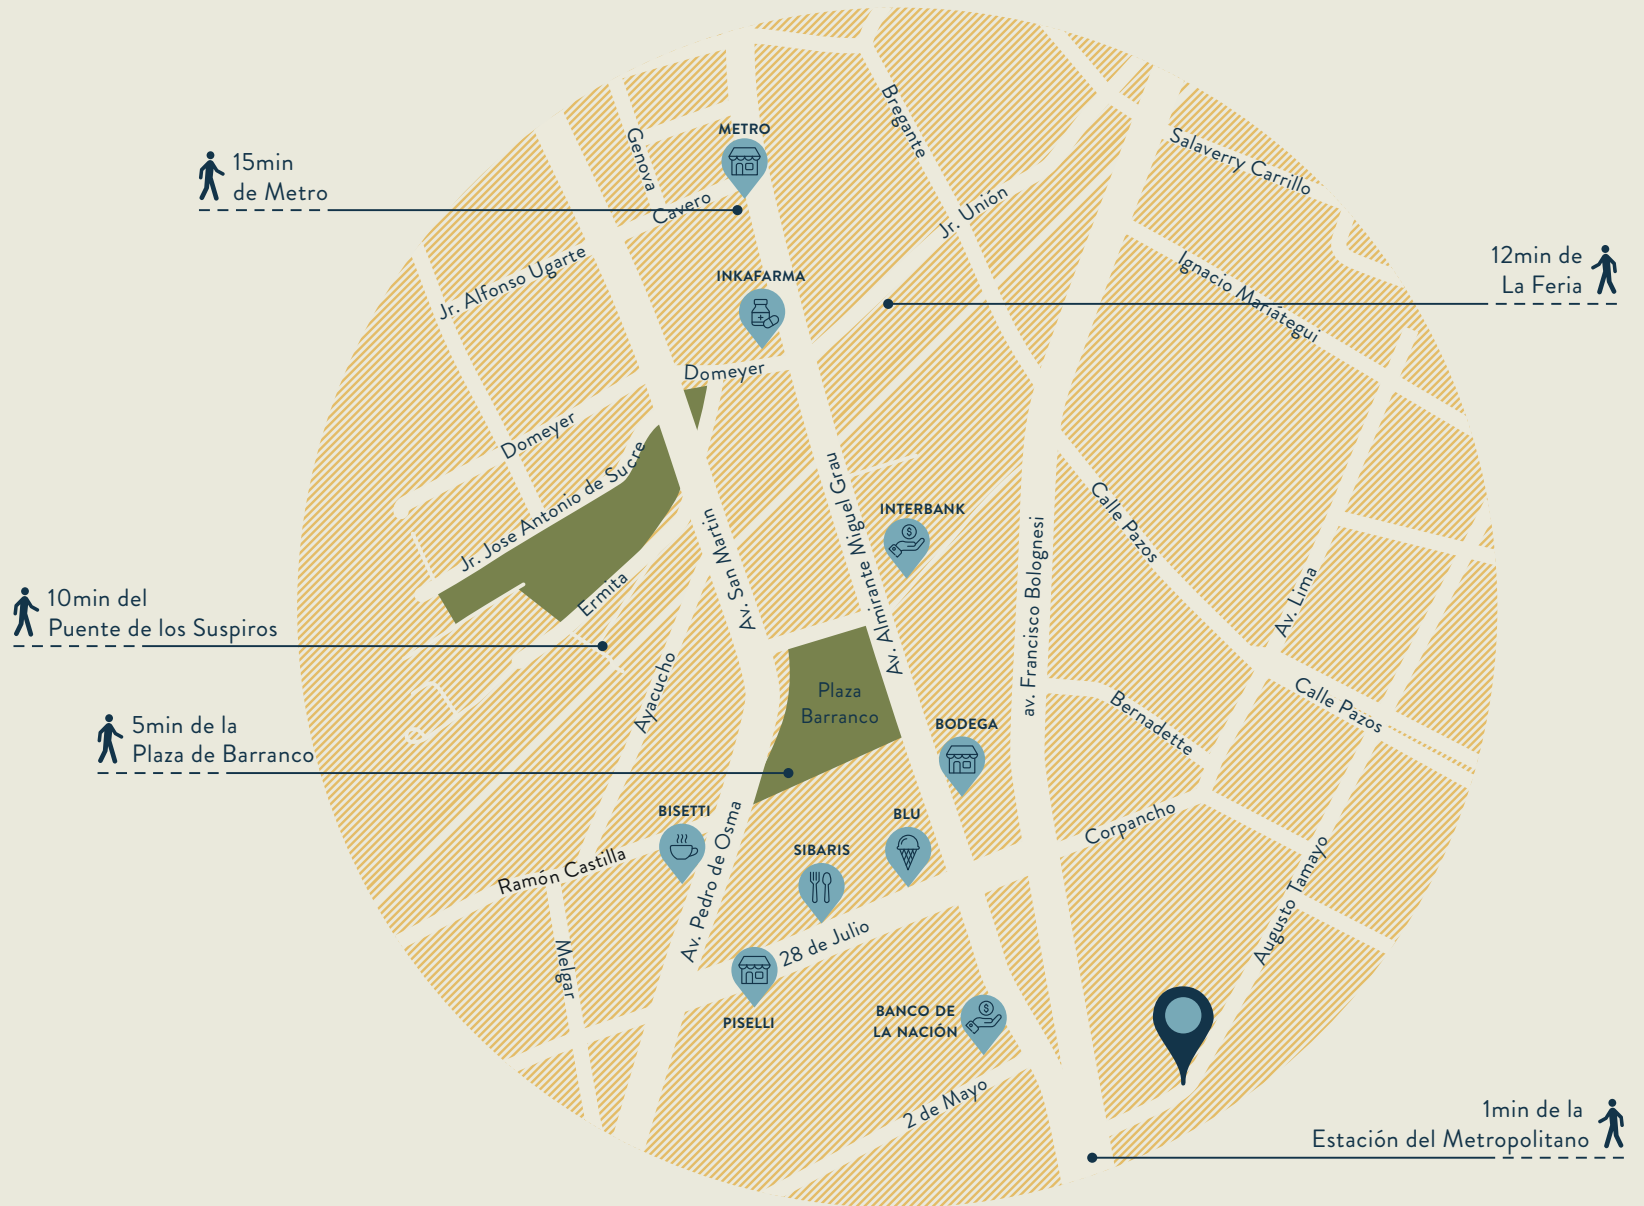 METRO
Genova
Bregante
15min
de Metro
Cavero
Salaverry Carrillo
Jr. Unión
Jr. Alfonso Ugarte
INKAFARMA
Ignacio Mariátegui
12min de
La Feria
Domeyer
Domeyer
Jr. Jose Antonio de Sucre
Av. San Martín
Av. Almirante Miguel Grau
INTERBANK
Calle Pazos
av. Francisco Bolognesi
Av. Lima
Ermita
10min del
Puente de los Suspiros
Ayacucho
Plaza
Barranco
Bernadette
Calle Pazos
5min de la
Plaza de Barranco
BODEGA
BISETTI
BLU
SIBARIS
Corpancho
Ramón Castilla
Av. Pedro de Osma
Augusto Tamayo
28 de Julio
Melgar
PISELLI
BANCO DE
LA NACIÓN
2 de Mayo
1min de la
Estación del Metropolitano